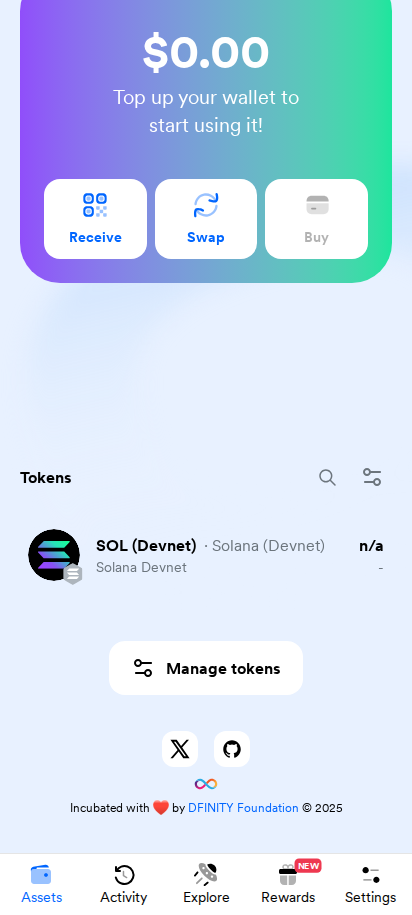 $0.00
Top up your wallet to
start using it!
Receive
Swap
Buy
Tokens
SOL (Devnet) · Solana (Devnet)
n/a
Solana Devnet
-
Manage tokens
Incubated with ❤️ by DFINITY Foundation © 2025
NEW
Assets
Activity
Explore
Rewards
Settings